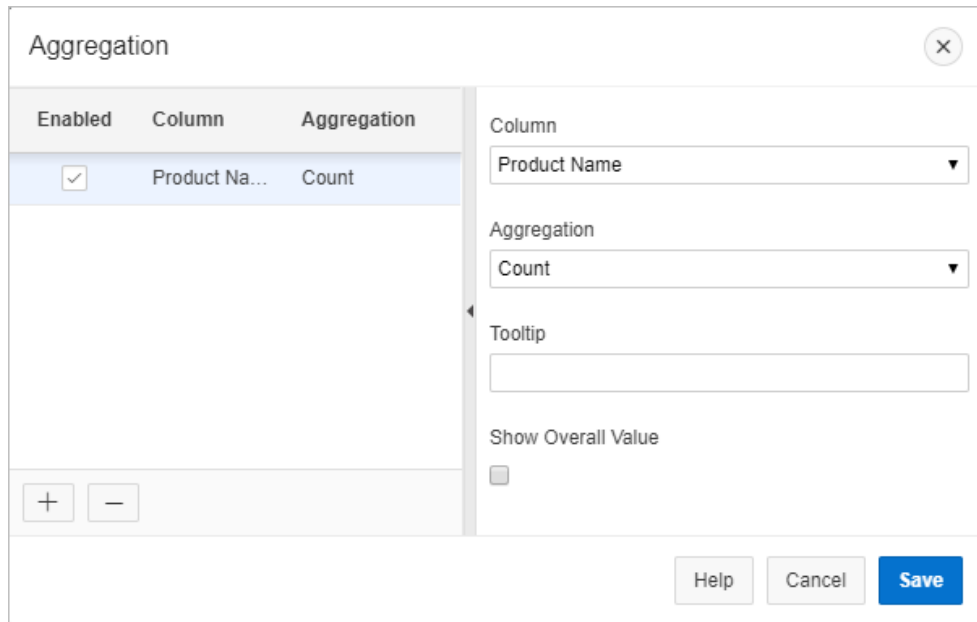 Aggregation
Enabled Column Aggregation
Product Na... Count
Column
Product Name
Aggregation
Count
Tooltip
Show Overall Value
Help Cancel Save